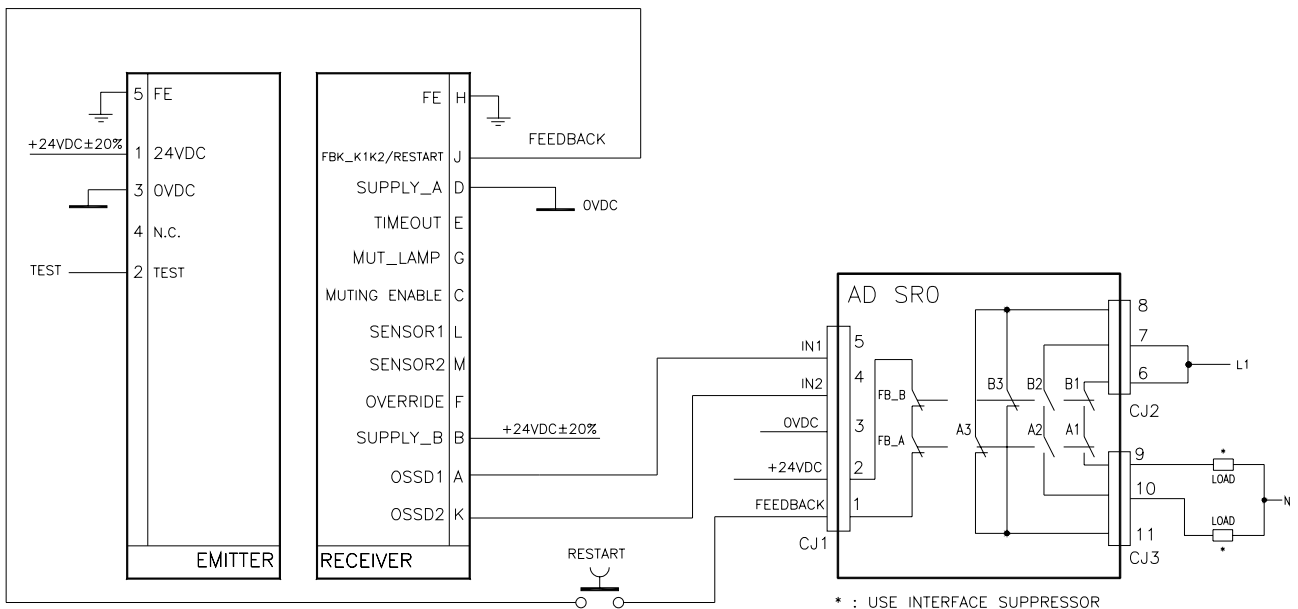 5 FE
+24VDC±20%
1 24VDC
3 0VDC
4 N.C.
TEST
2 TEST
EMITTER
FE H
FEEDBACK
FBK_K1K2/RESTART J
SUPPLY_A D
0VDC
TIMEOUT E
MUT_LAMP G
MUTING ENABLE C
SENSOR1 L
SENSOR2 M
OVERRIDE F
SUPPLY_B B
+24VDC±20%
OSSD1 A
OSSD2 K
RECEIVER
RESTART
AD SR0
IN1
5
IN2
4
0VDC
3
+24VDC
2
FEEDBACK
1
CJ1
FB_B
FB_A
B3
B2
B1
A3
A2
A1
8
7
6
CJ2
L1
9
10
11
CJ3
*
LOAD
N
LOAD
*
* : USE INTERFACE SUPPRESSOR